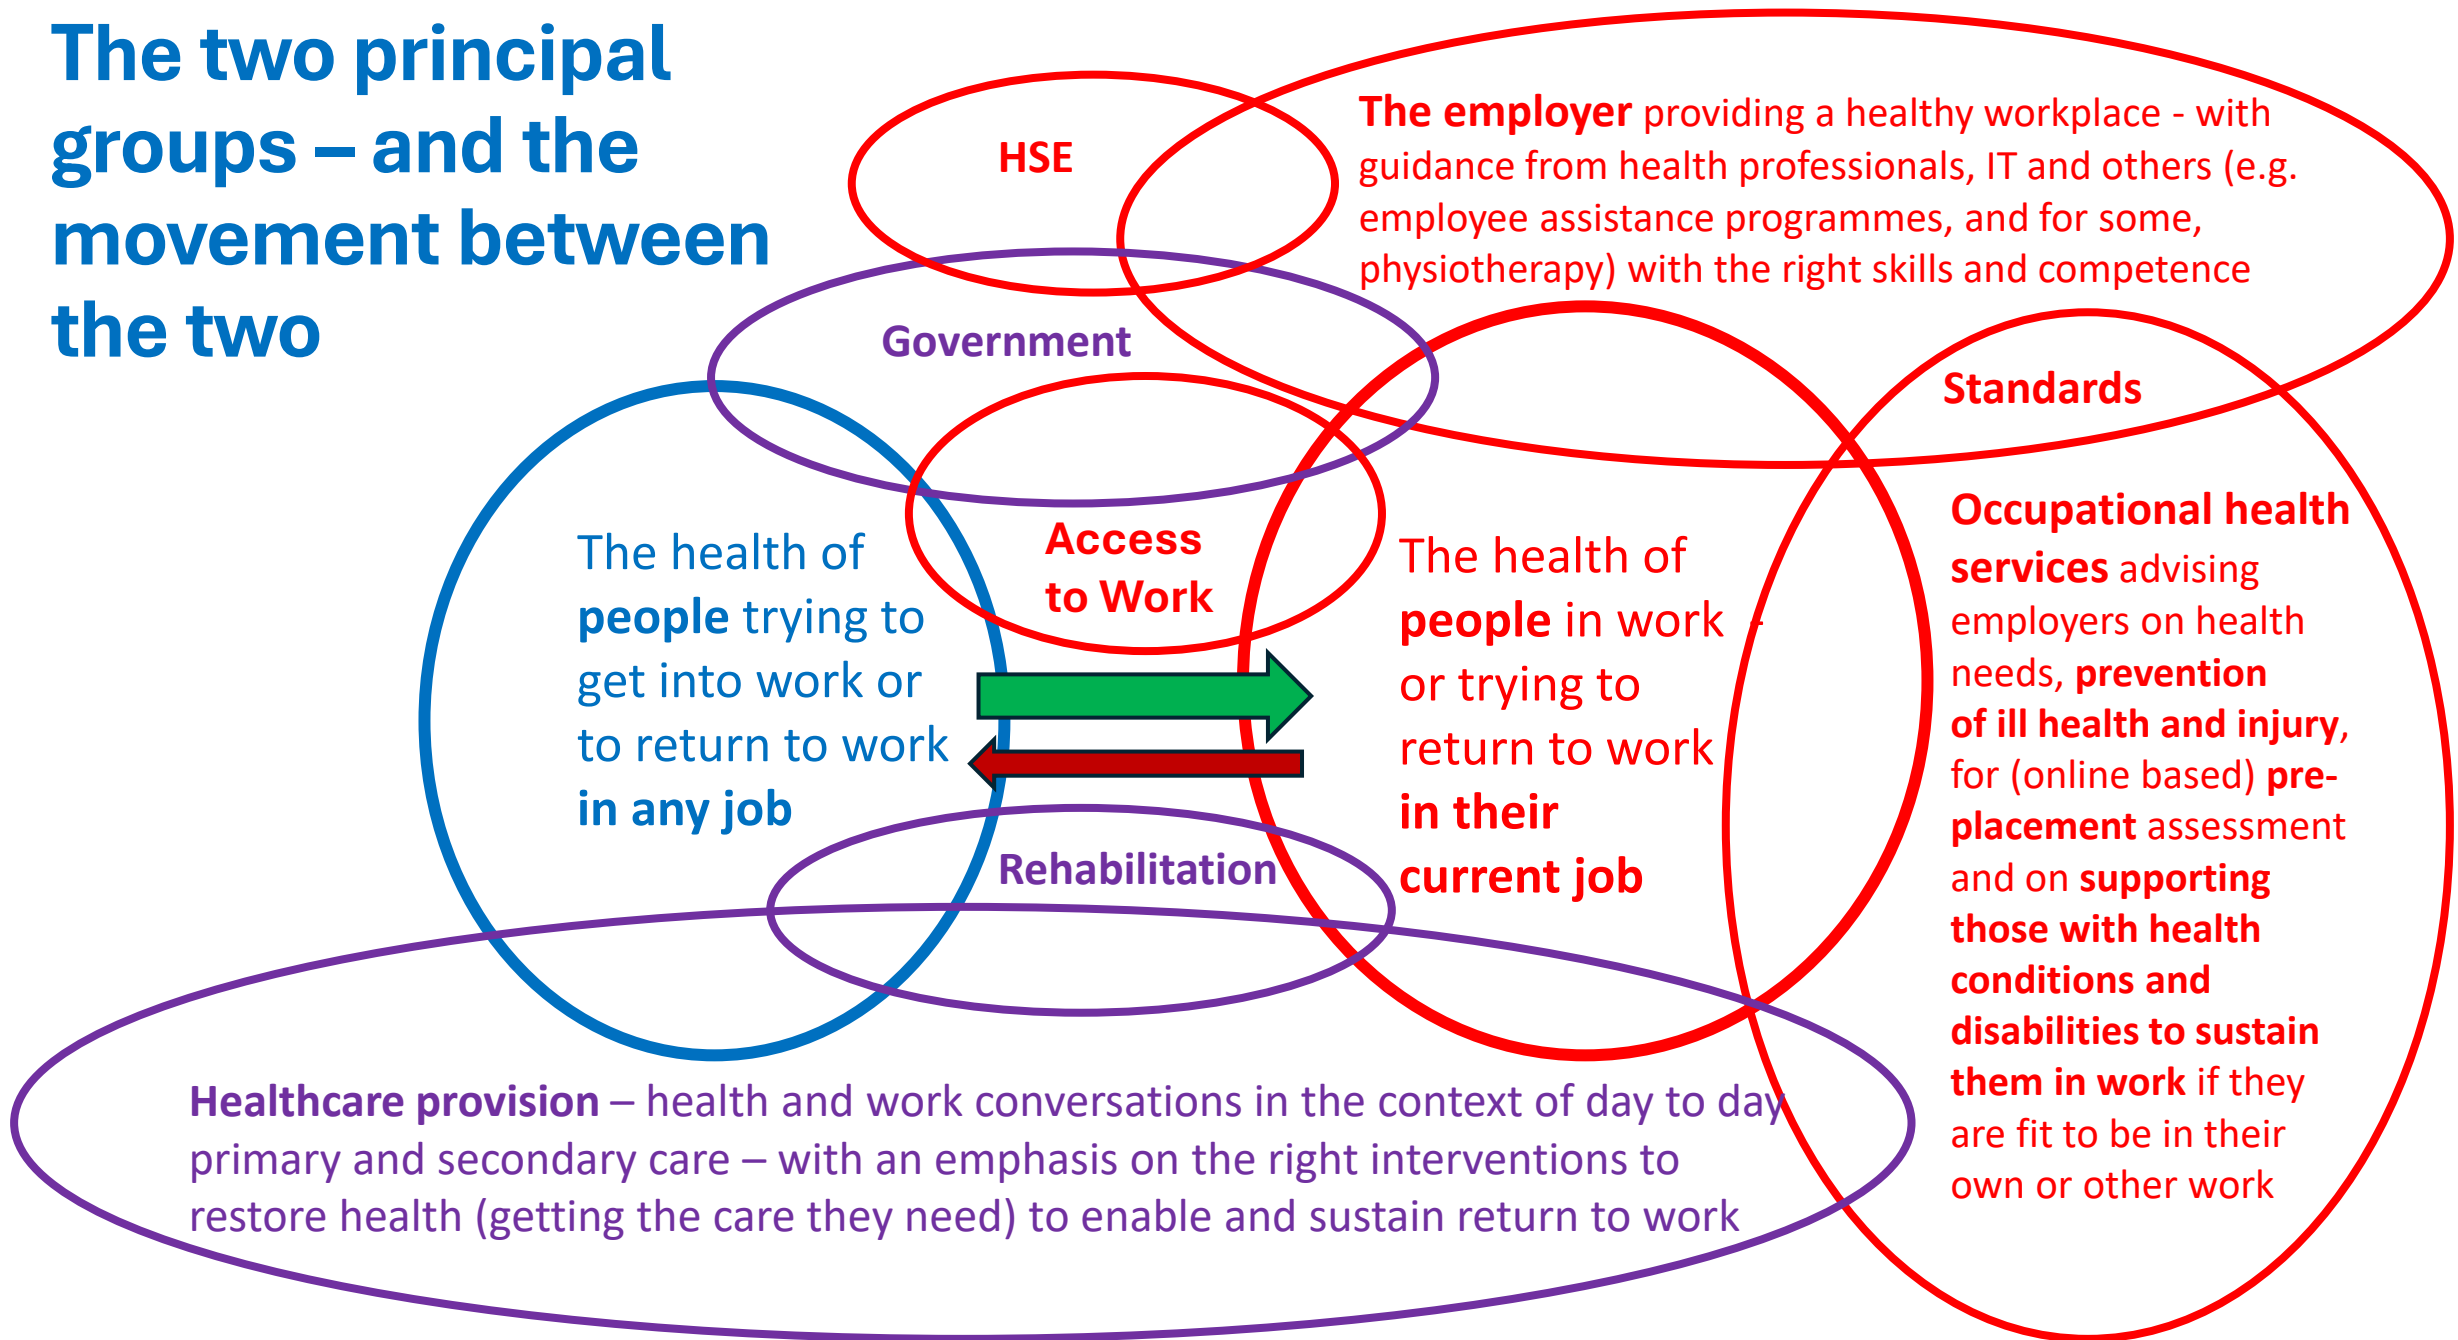 The two principal
groups – and the
movement between
the two
HSE
The employer providing a healthy workplace - with
guidance from health professionals, IT and others (e.g.
employee assistance programmes, and for some,
physiotherapy) with the right skills and competence
Government
Standards
Access
to Work
The health of
people trying to
get into work or
to return to work
in any job
The health of
people in work -
or trying to
return to work
in their
current job
Rehabilitation
Occupational health
services advising
employers on health
needs, prevention
of ill health and injury,
for (online based) pre-
placement assessment
and on supporting
those with health
conditions and
disabilities to sustain
them in work if they
are fit to be in their
own or other work
Healthcare provision – health and work conversations in the context of day to day
primary and secondary care – with an emphasis on the right interventions to
restore health (getting the care they need) to enable and sustain return to work